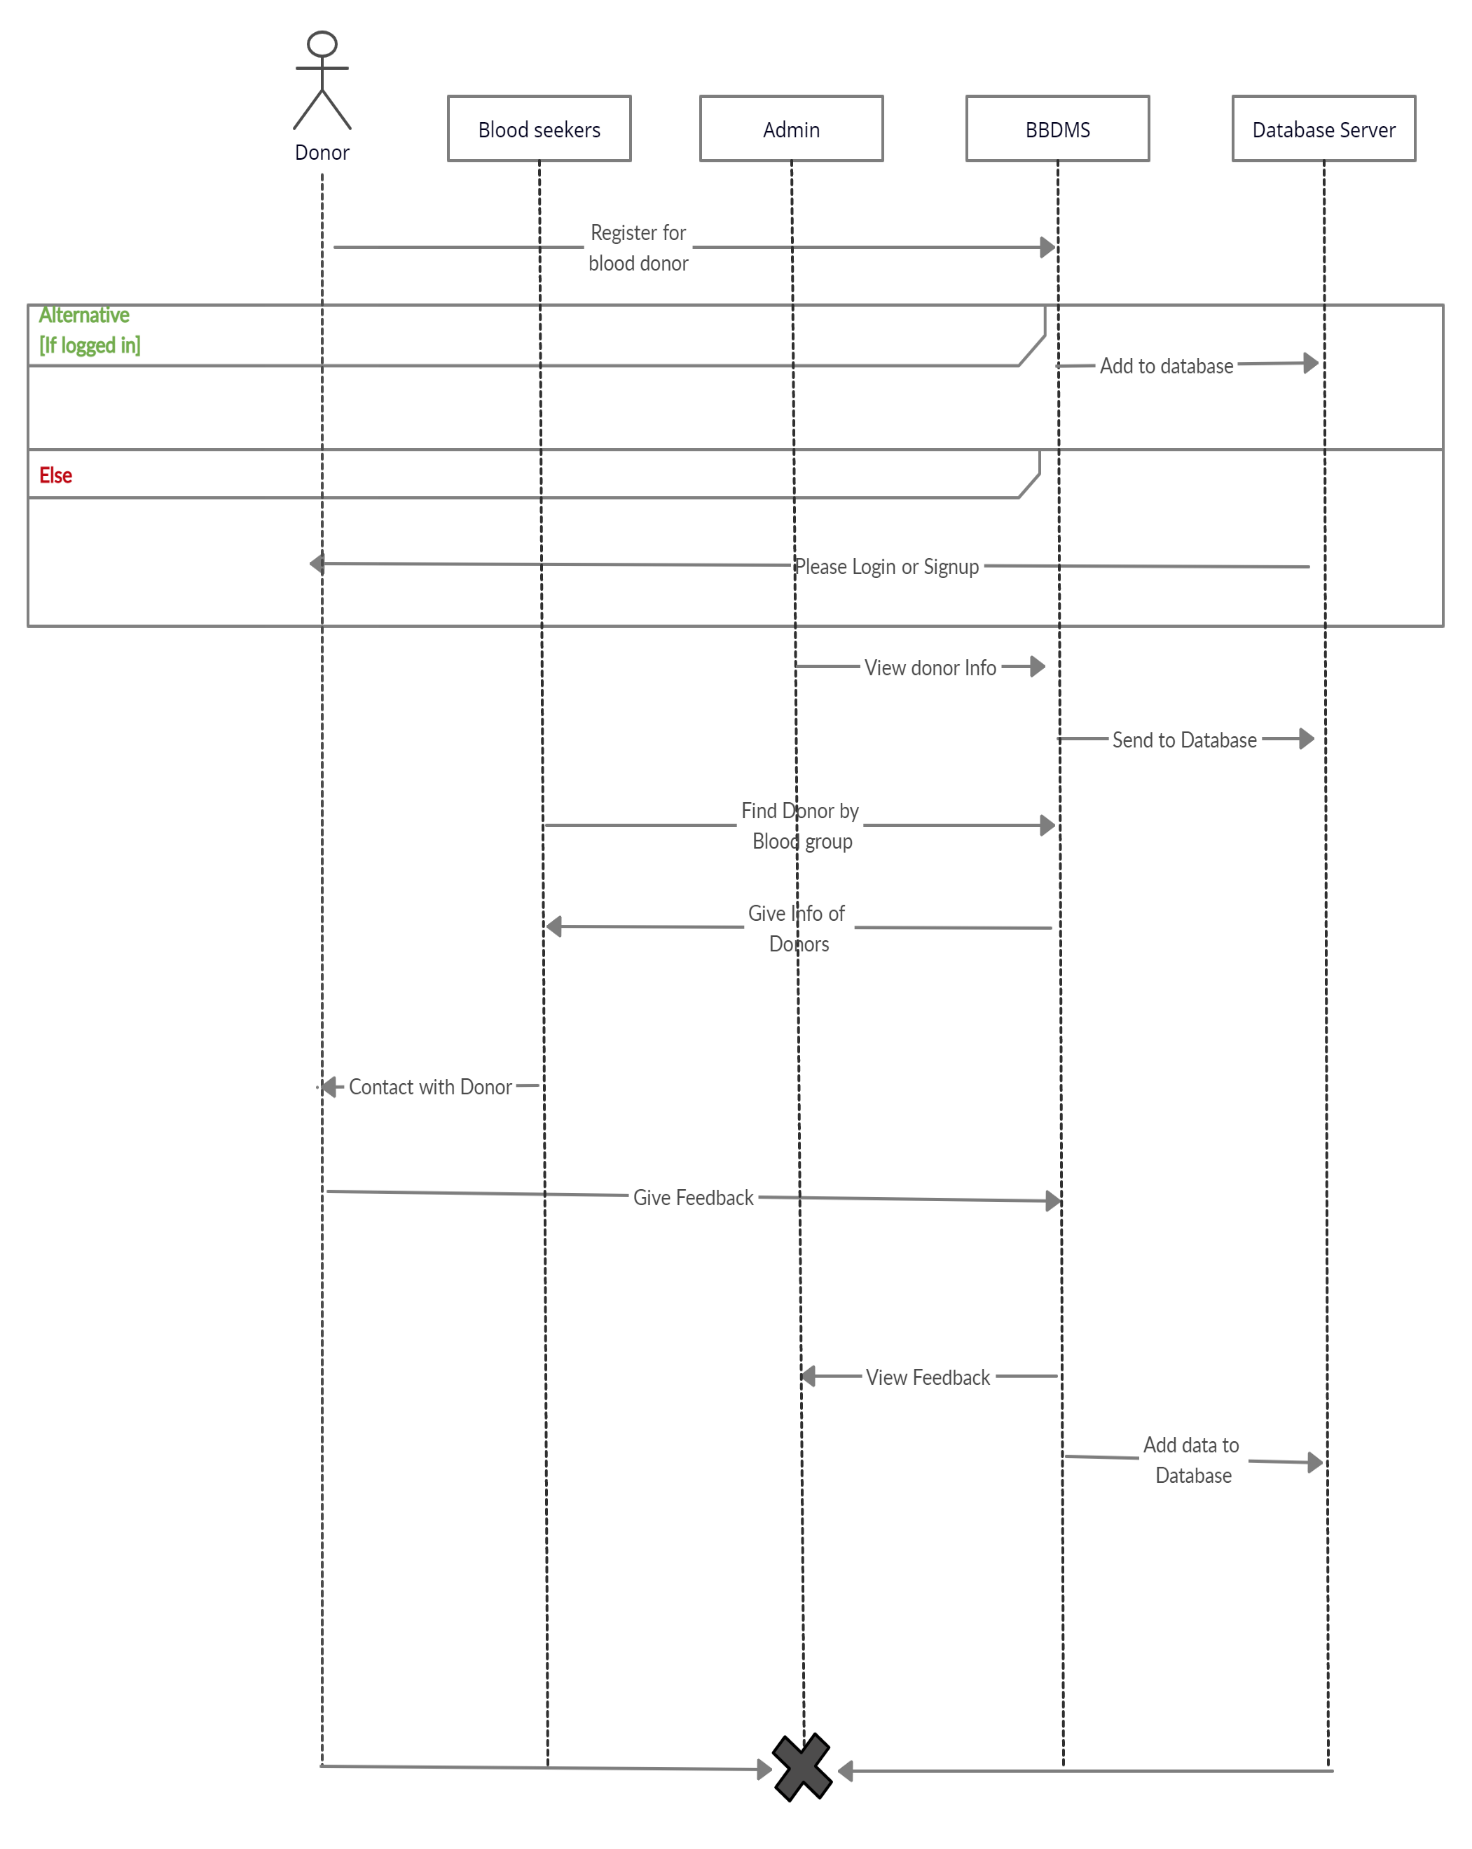 Donor
Blood seekers
Admin
BBDMS
Database Server
Register for
blood donor
Alternative
[If logged in]
Add to database
Else
Please Login or Signup
View donor Info
Send to Database
Find Donor by
Blood group
Give Info of
Donors
Contact with Donor
Give Feedback
View Feedback
Add data to
Database